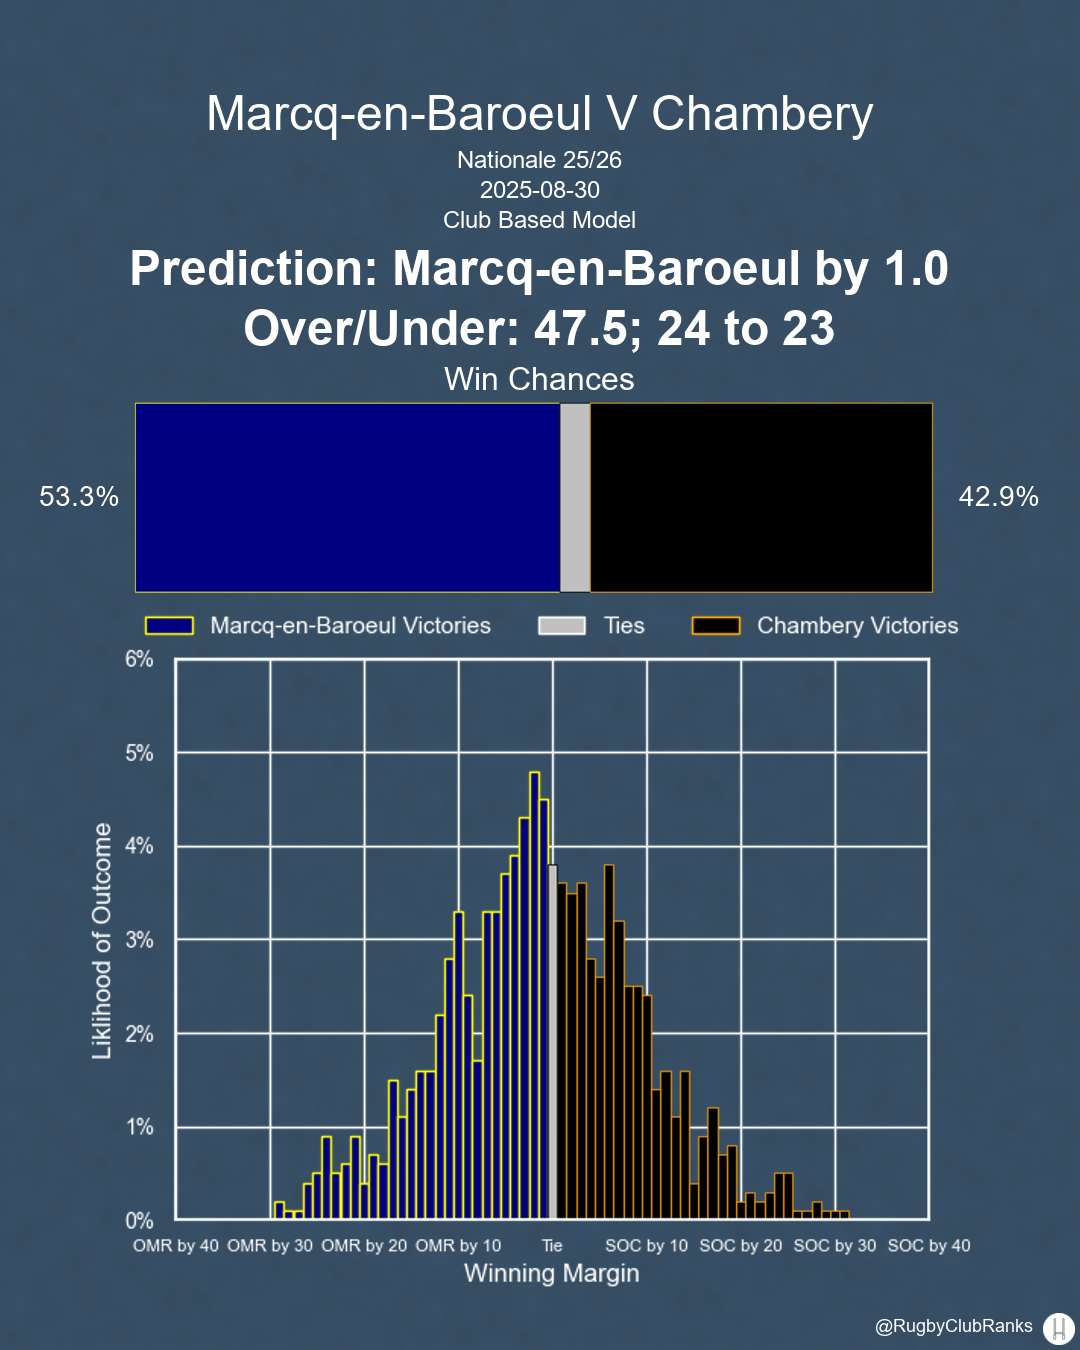 Marcq-en-Baroeul V Chambery
Nationale 25/26
2025-08-30
Club Based Model
Prediction: Marcq-en-Baroeul by 1.0
Over/Under: 47.5; 24 to 23
Win Chances
53.3%
42.9%
Marcq-en-Baroeul Victories
Ties
Chambery Victories
6%
5%
4%
3%
2%
1%
0%
Liklihood of Outcome
OMR by 40
OMR by 30
OMR by 20
OMR by 10
Tie
SOC by 10
SOC by 20
SOC by 30
SOC by 40
Winning Margin
@RugbyClubRanks